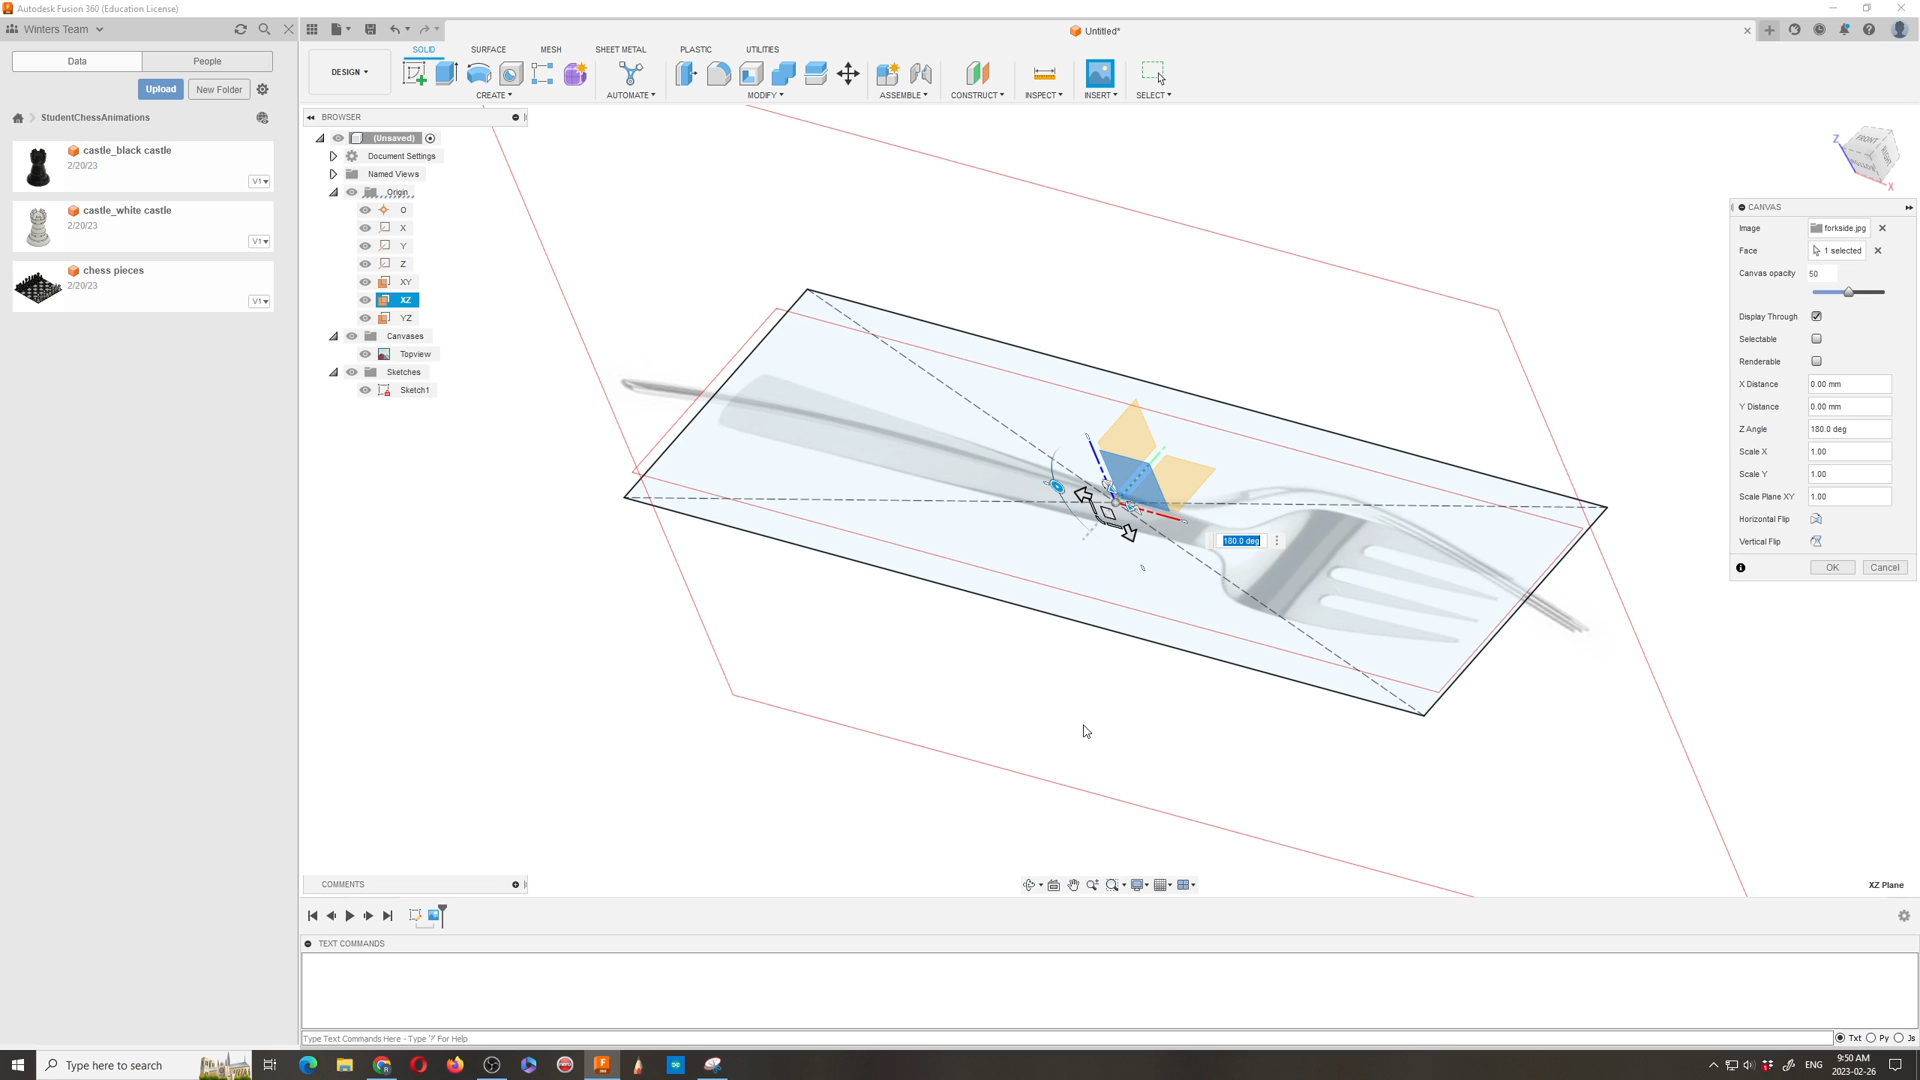 Autodesk Fusion 360 (Education License)
Winters Team
Untitled*
Data
People
Upload
New Folder
StudentChessAnimations
castle_black castle
2/20/23
V1
castle_white castle
2/20/23
V1
chess pieces
2/20/23
V1
DESIGN
SOLID
SURFACE
MESH
SHEET METAL
PLASTIC
UTILITIES
CREATE
AUTOMATE
MODIFY
ASSEMBLE
CONSTRUCT
INSPECT
INSERT
SELECT
BROWSER
(Unsaved)
Document Settings
Named Views
Origin
O
X
Y
Z
XY
XZ
YZ
Canvases
Topview
Sketches
Sketch1
Z
FRONT
RIGHT
X
180.0 deg
CANVAS
Image
forkside.jpg
Face
1 selected
Canvas opacity
50
Display Through
Selectable
Renderable
X Distance
0.00 mm
Y Distance
0.00 mm
Z Angle
180.0 deg
Scale X
1.00
Scale Y
1.00
Scale Plane XY
1.00
Horizontal Flip
Vertical Flip
OK
Cancel
COMMENTS
XZ Plane
TEXT COMMANDS
Type Text Commands Here - Type '?' For Help
Txt
Py
Js
Type here to search
ENG
9:50 AM
2023-02-26